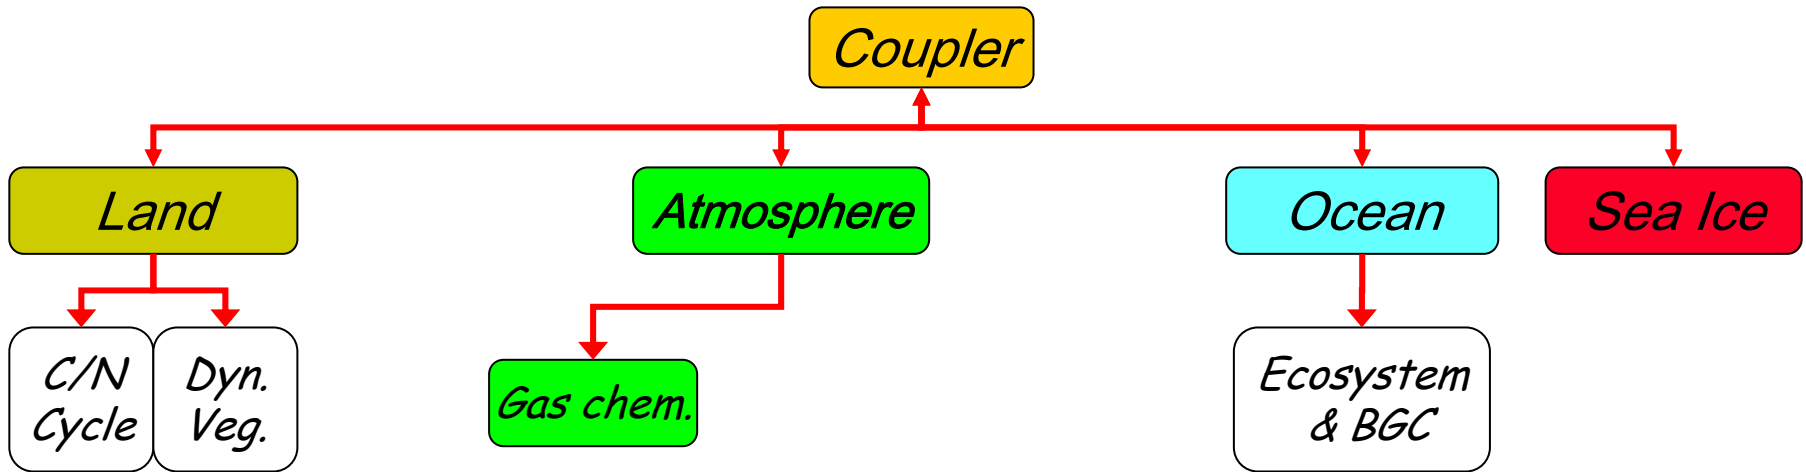 Coupler
Land
Atmosphere
Ocean
Sea Ice
C/N
Cycle
Dyn.
Veg.
Gas chem.
Ecosystem
& BGC